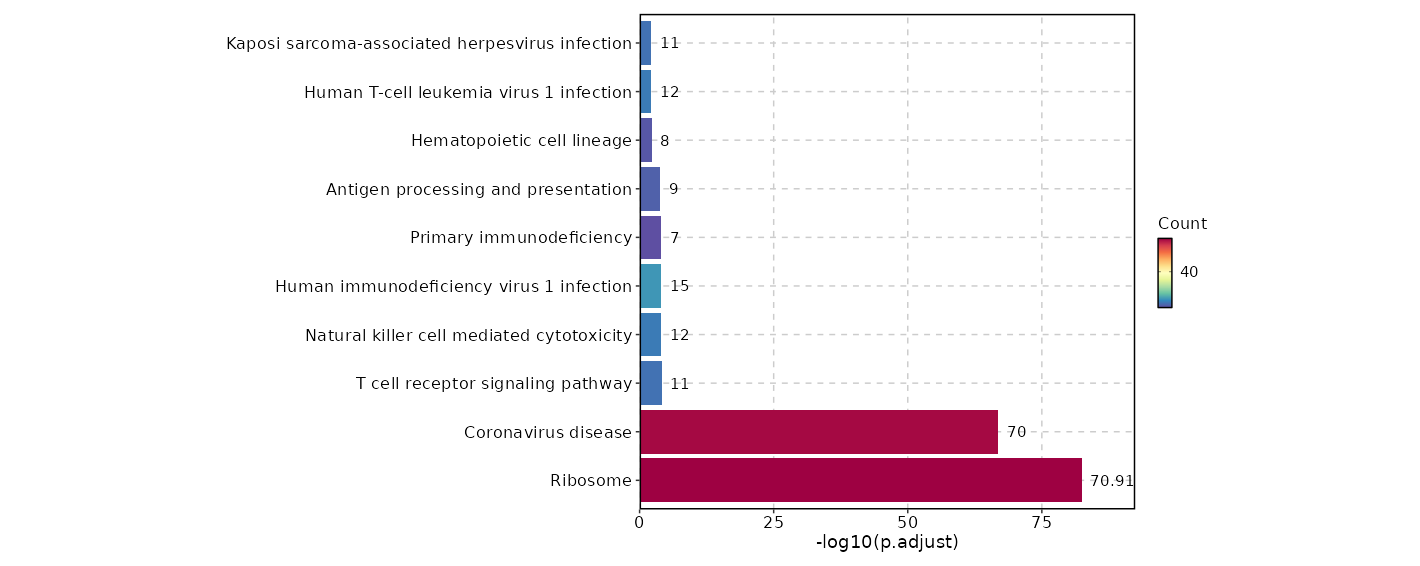 Kaposi sarcoma-associated herpesvirus infection 11
Human T-cell leukemia virus 1 infection 12
Hematopoietic cell lineage 8
Antigen processing and presentation 9
Primary immunodeficiency 7
Human immunodeficiency virus 1 infection 15
Natural killer cell mediated cytotoxicity 12
T cell receptor signaling pathway 11
Coronavirus disease 70
Ribosome 70.91
0 25 50 75
-log10(p.adjust)
Count
40